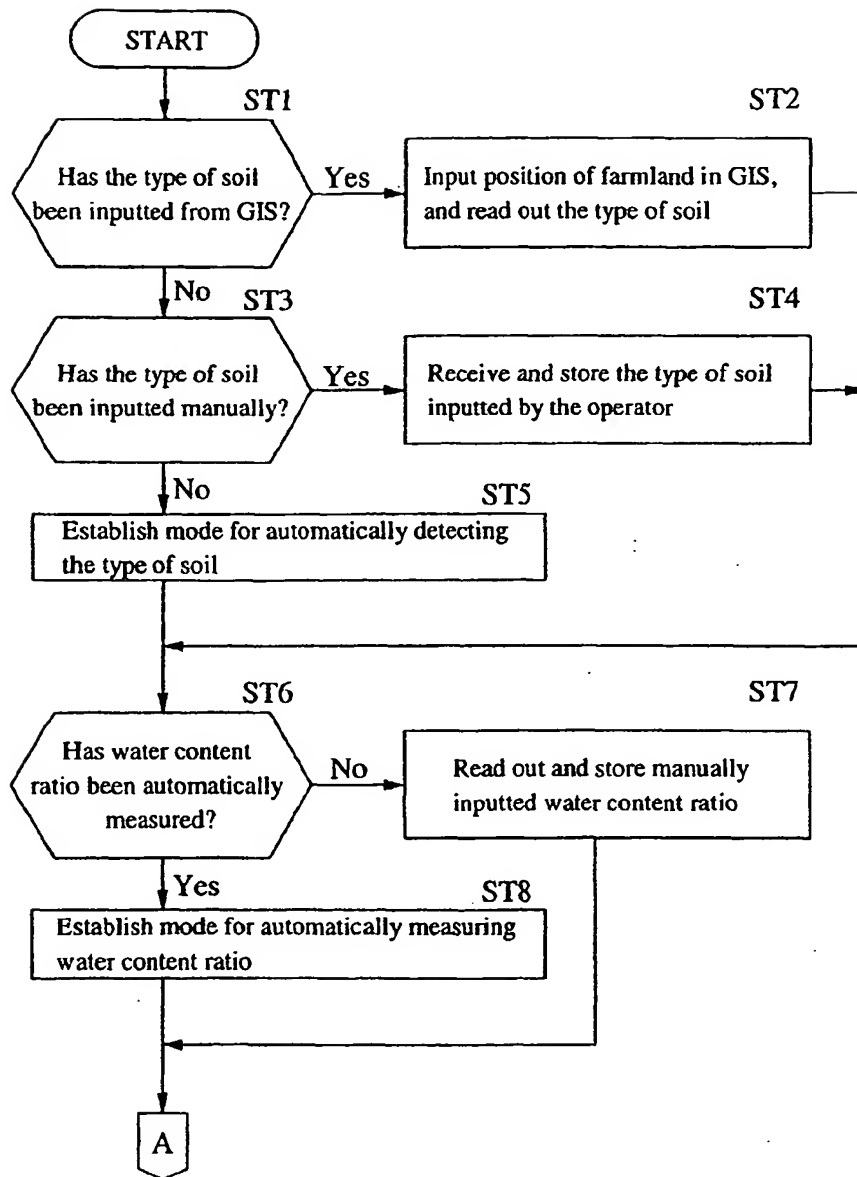 START
ST1
Has the type of soil
been inputted from GIS?
Yes
ST2
Input position of farmland in GIS,
and read out the type of soil
No
ST3
Has the type of soil
been inputted manually?
Yes
ST4
Receive and store the type of soil
inputted by the operator
No
ST5
Establish mode for automatically detecting
the type of soil
ST6
Has water content
ratio been automatically
measured?
No
ST7
Read out and store manually
inputted water content ratio
Yes
ST8
Establish mode for automatically measuring
water content ratio
A